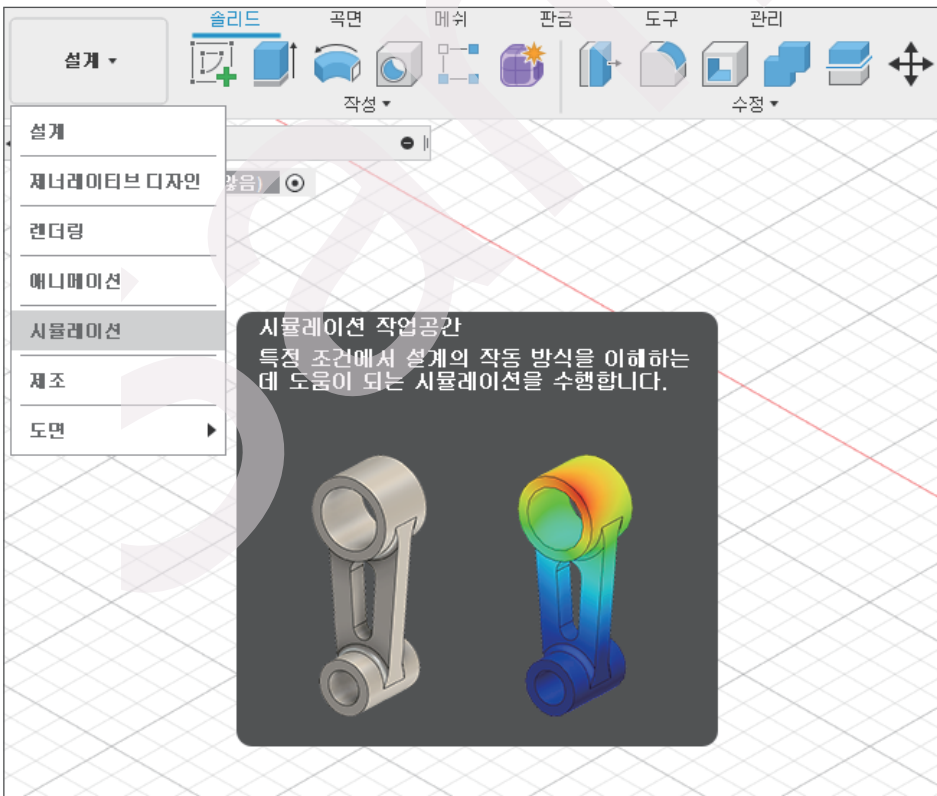 솔리드 곡면 메쉬 판금 도구 관리
설계
작성 수정
설계
않음)
제너레이티브 디자인
렌더링
애니메이션
시뮬레이션
제조
도면
시뮬레이션 작업공간
특정 조건에서 설계의 작동 방식을 이해하는
데 도움이 되는 시뮬레이션을 수행합니다.